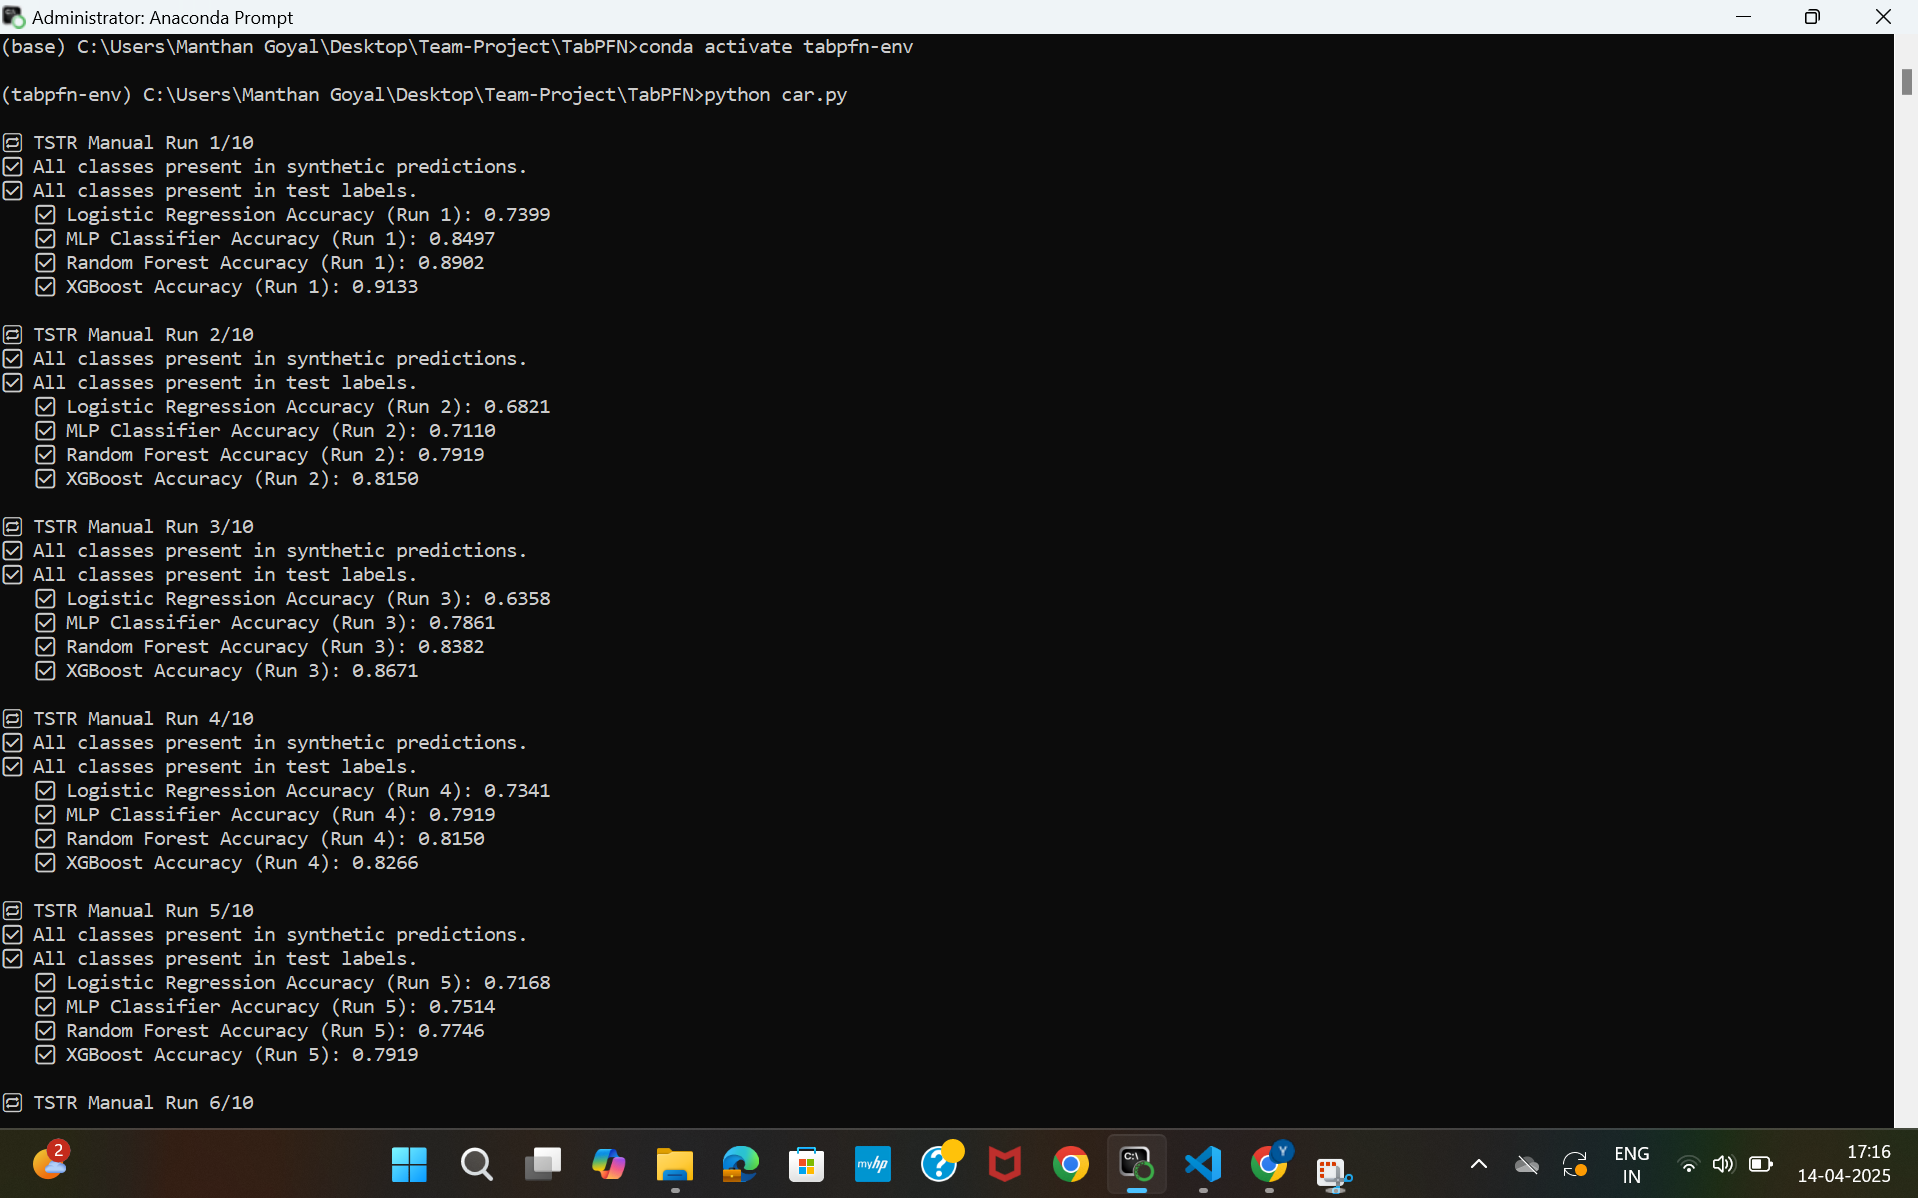 Administrator: Anaconda Prompt
(base) C:\Users\Manthan Goyal\Desktop\Team-Project\TabPFN>conda activate tabpfn-env
(tabpfn-env) C:\Users\Manthan Goyal\Desktop\Team-Project\TabPFN>python car.py
TSTR Manual Run 1/10
All classes present in synthetic predictions.
All classes present in test labels.
Logistic Regression Accuracy (Run 1): 0.7399
MLP Classifier Accuracy (Run 1): 0.8497
Random Forest Accuracy (Run 1): 0.8902
XGBoost Accuracy (Run 1): 0.9133
TSTR Manual Run 2/10
All classes present in synthetic predictions.
All classes present in test labels.
Logistic Regression Accuracy (Run 2): 0.6821
MLP Classifier Accuracy (Run 2): 0.7110
Random Forest Accuracy (Run 2): 0.7919
XGBoost Accuracy (Run 2): 0.8150
TSTR Manual Run 3/10
All classes present in synthetic predictions.
All classes present in test labels.
Logistic Regression Accuracy (Run 3): 0.6358
MLP Classifier Accuracy (Run 3): 0.7861
Random Forest Accuracy (Run 3): 0.8382
XGBoost Accuracy (Run 3): 0.8671
TSTR Manual Run 4/10
All classes present in synthetic predictions.
All classes present in test labels.
Logistic Regression Accuracy (Run 4): 0.7341
MLP Classifier Accuracy (Run 4): 0.7919
Random Forest Accuracy (Run 4): 0.8150
XGBoost Accuracy (Run 4): 0.8266
TSTR Manual Run 5/10
All classes present in synthetic predictions.
All classes present in test labels.
Logistic Regression Accuracy (Run 5): 0.7168
MLP Classifier Accuracy (Run 5): 0.7514
Random Forest Accuracy (Run 5): 0.7746
XGBoost Accuracy (Run 5): 0.7919
TSTR Manual Run 6/10
2
myhp
?
C:\
Y
ENG
IN
17:16
14-04-2025